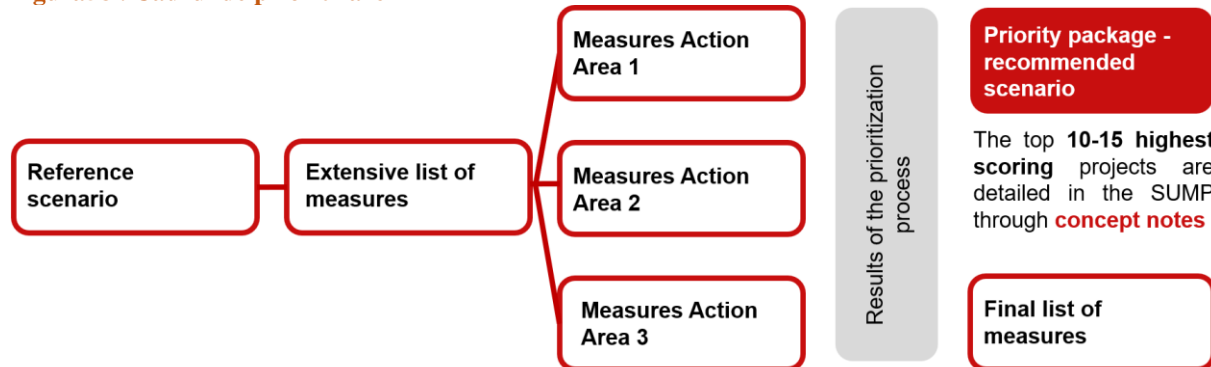 Reference
scenario
Extensive list of
measures
Measures Action
Area 1
Measures Action
Area 2
Measures Action
Area 3
Results of the prioritization
process
Priority package -
recommended
scenario
The top 10-15 highest
scoring projects are
detailed in the SUMP
through concept notes
Final list of
measures